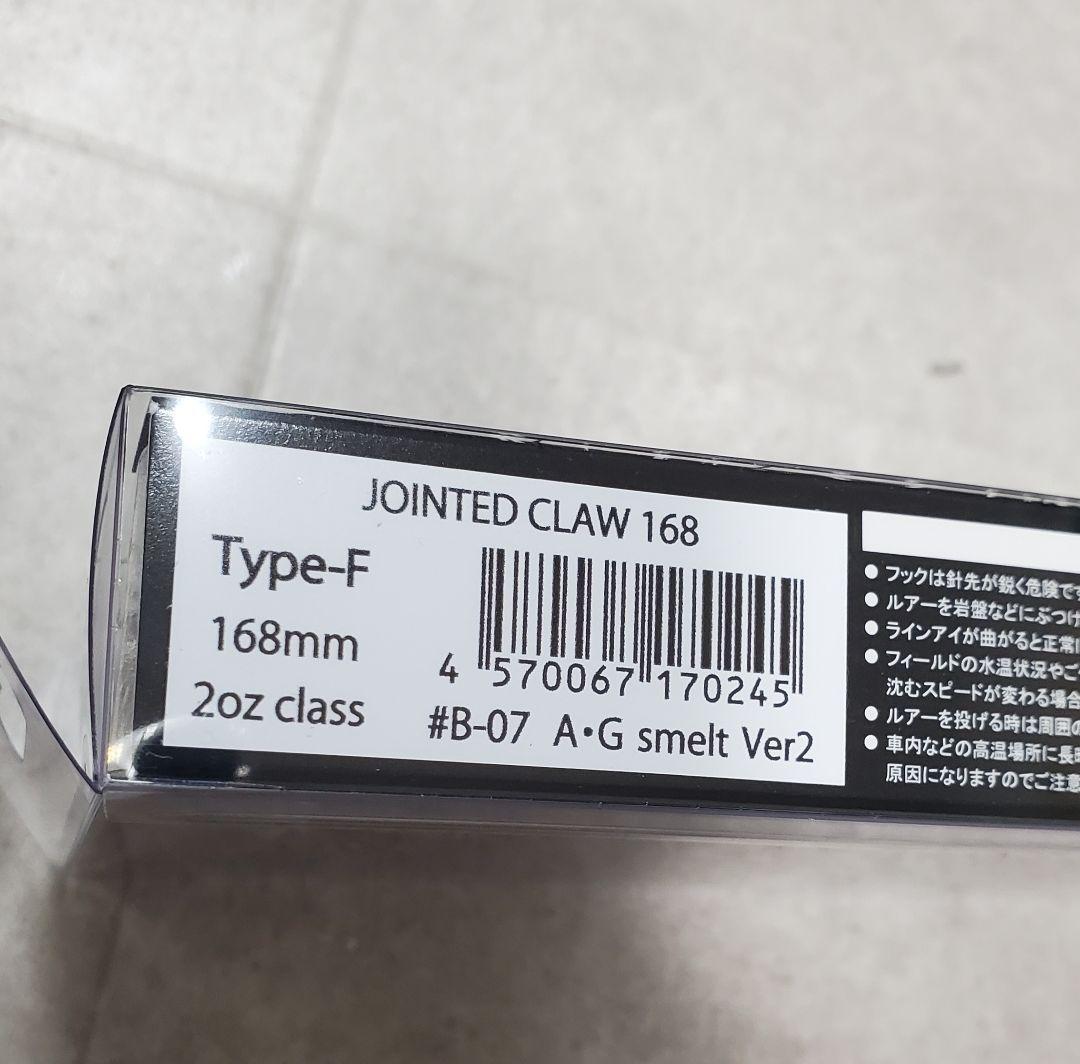 JOINTED CLAW 168
Type-F
168mm
2oz class
4 570067 170245
#B-07 A・G smelt Ver2
● フックは針先が鋭く危険です
● ルアーを岩盤などにぶつけ
● ラインアイが曲がると正常に
● フィールドの水温状況やご
沈むスピードが変わる場合
● ルアーを投げる時は周囲の
● 車内などの高温場所に長時
原因になりますのでご注意